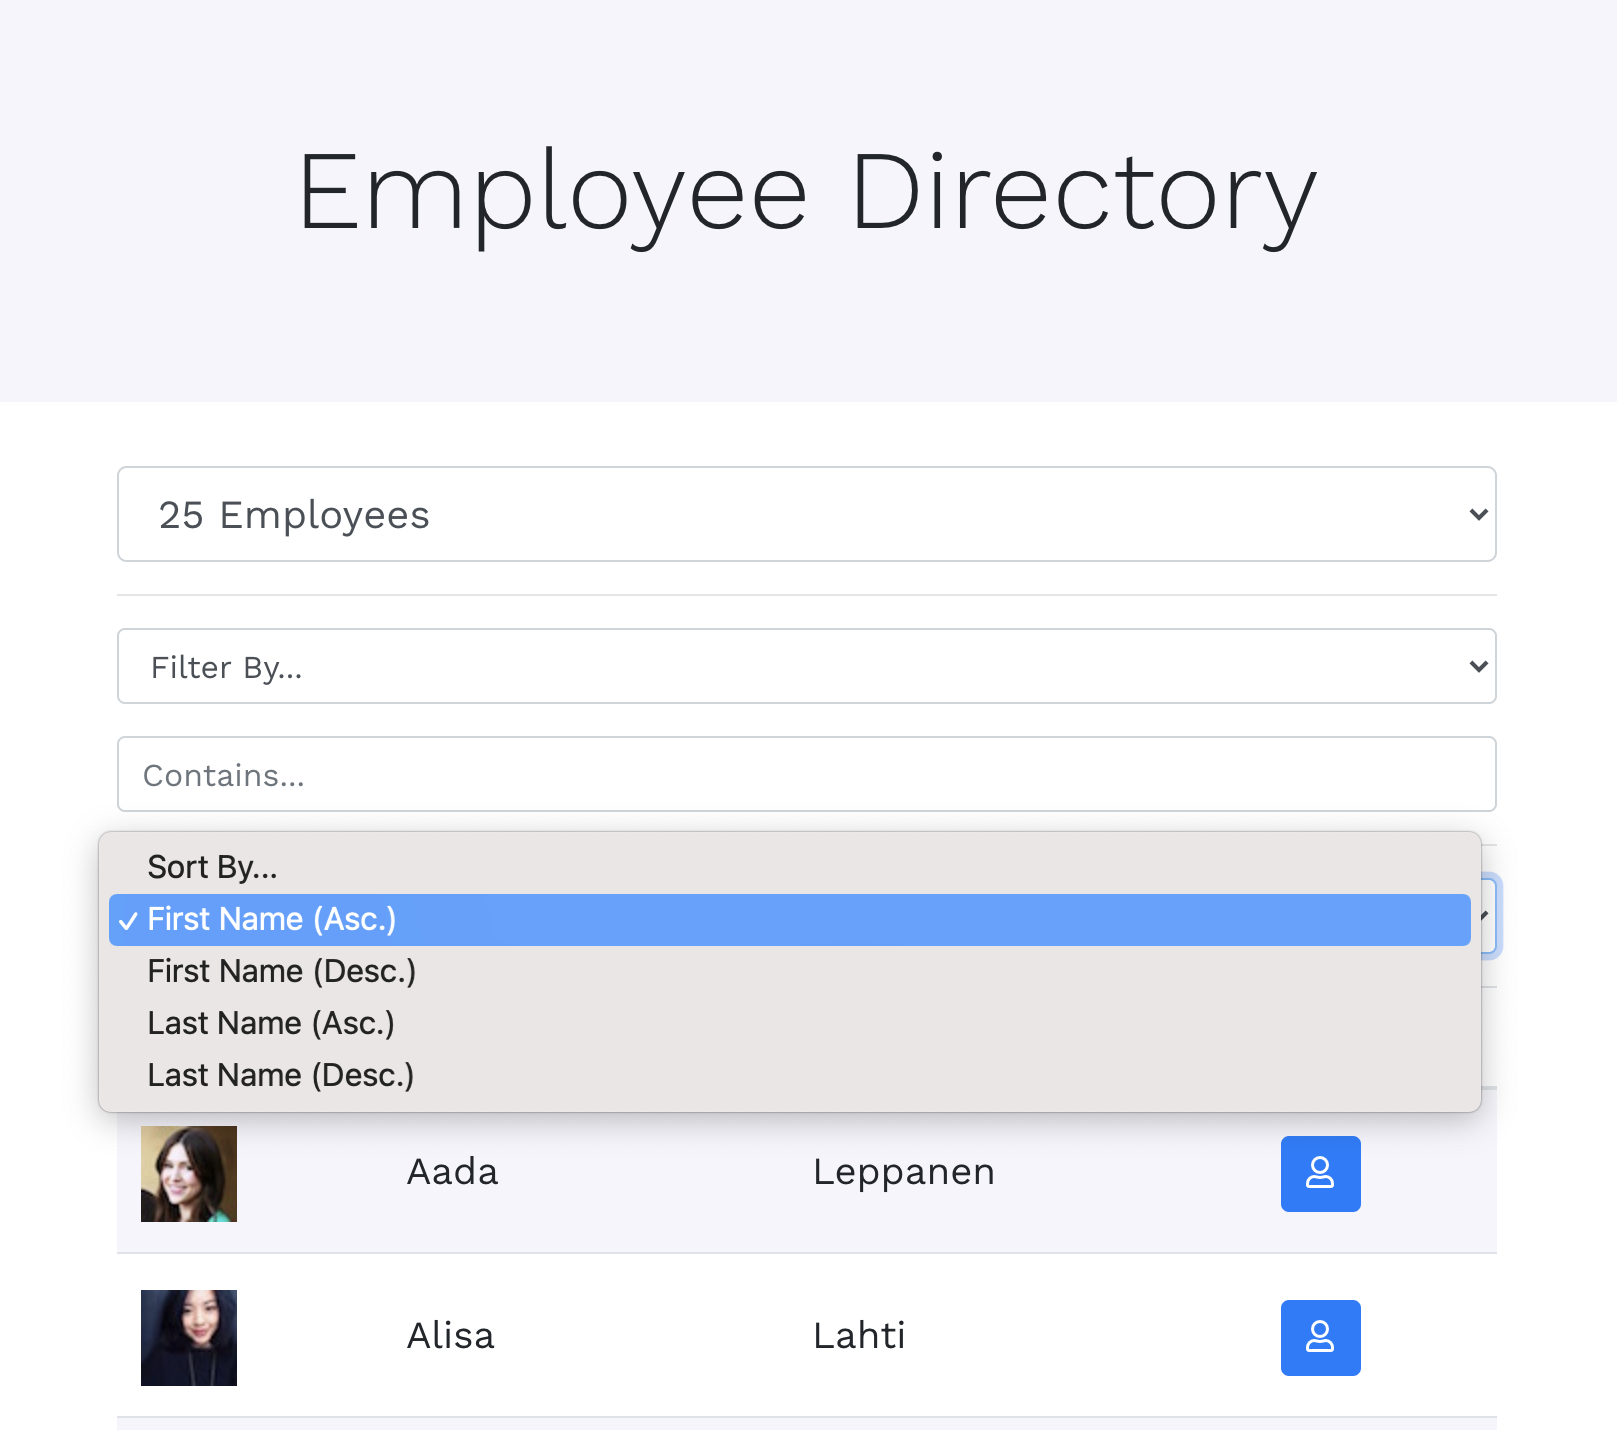 Employee Directory
25 Employees
Filter By...
Contains...
Sort By...
✓ First Name (Asc.)
First Name (Desc.)
Last Name (Asc.)
Last Name (Desc.)
Aada Leppanen
Alisa Lahti